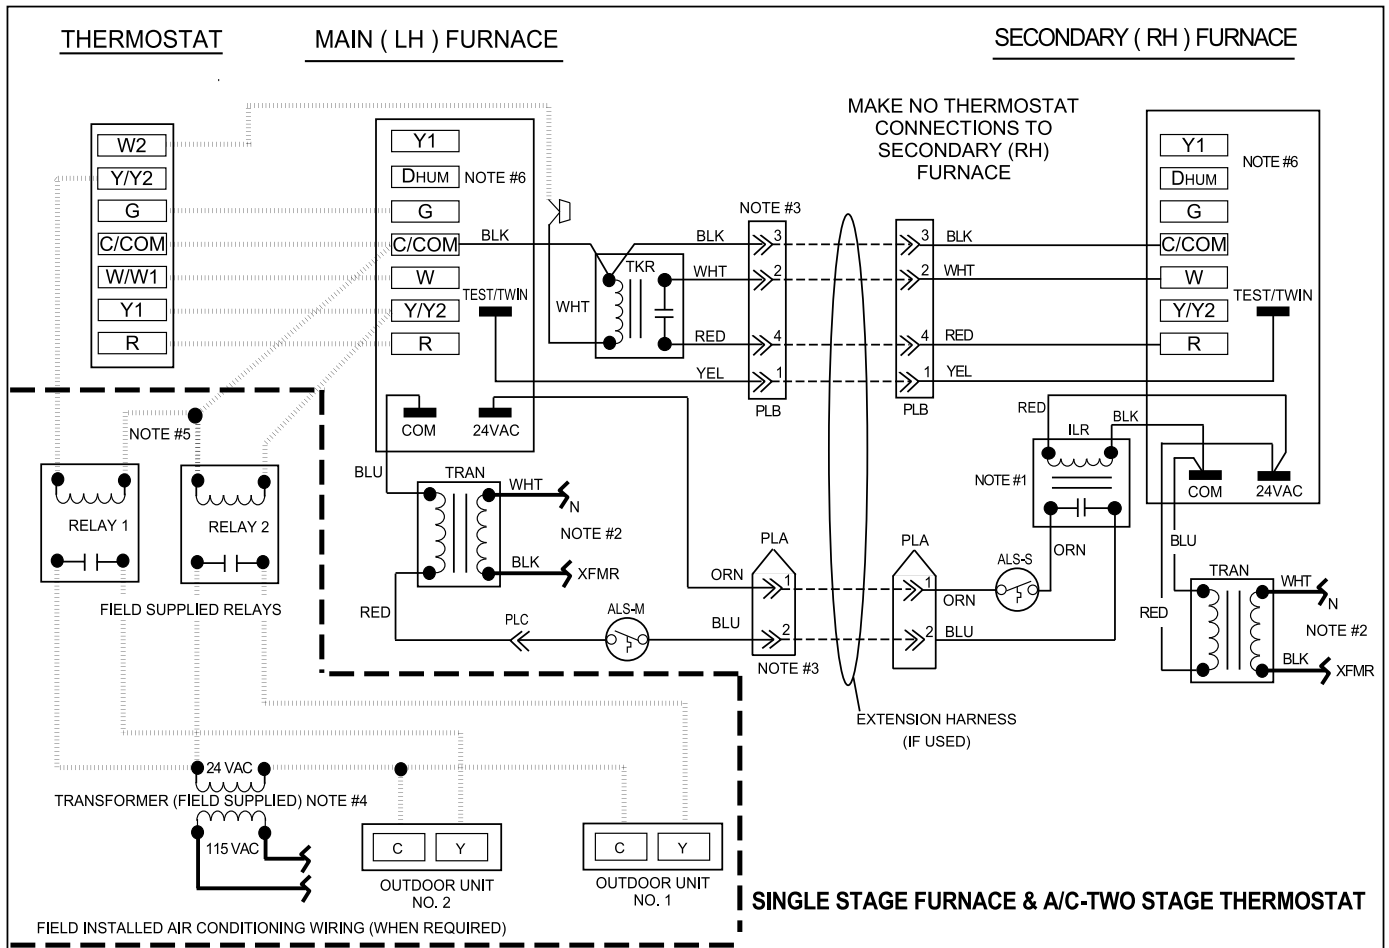 THERMOSTAT
MAIN ( LH ) FURNACE
SECONDARY ( RH ) FURNACE
MAKE NO THERMOSTAT
CONNECTIONS TO
SECONDARY (RH)
FURNACE
W2
Y/Y2
G
C/COM
W/W1
Y1
R
Y1
DHUM
NOTE #6
G
C/COM
W
Y/Y2
R
TEST/TWIN
COM
24VAC
BLK
WHT
TKR
BLK
WHT
RED
YEL
NOTE #3
3
2
4
1
PLB
3
2
4
1
PLB
BLK
WHT
RED
YEL
Y1
NOTE #6
DHUM
G
C/COM
W
Y/Y2
R
TEST/TWIN
COM
24VAC
RED
BLK
ILR
NOTE #1
ORN
BLU
RED
TRAN
WHT
N
NOTE #2
BLK
XFMR
NOTE #5
RELAY 1
RELAY 2
FIELD SUPPLIED RELAYS
BLU
TRAN
WHT
N
NOTE #2
BLK
XFMR
RED
PLC
ALS-M
ORN
BLU
PLA
1
2
NOTE #3
PLA
1
2
ORN
BLU
ALS-S
EXTENSION HARNESS
(IF USED)
24 VAC
TRANSFORMER (FIELD SUPPLIED) NOTE #4
115 VAC
C
Y
OUTDOOR UNIT
NO. 2
C
Y
OUTDOOR UNIT
NO. 1
SINGLE STAGE FURNACE & A/C-TWO STAGE THERMOSTAT
FIELD INSTALLED AIR CONDITIONING WIRING (WHEN REQUIRED)